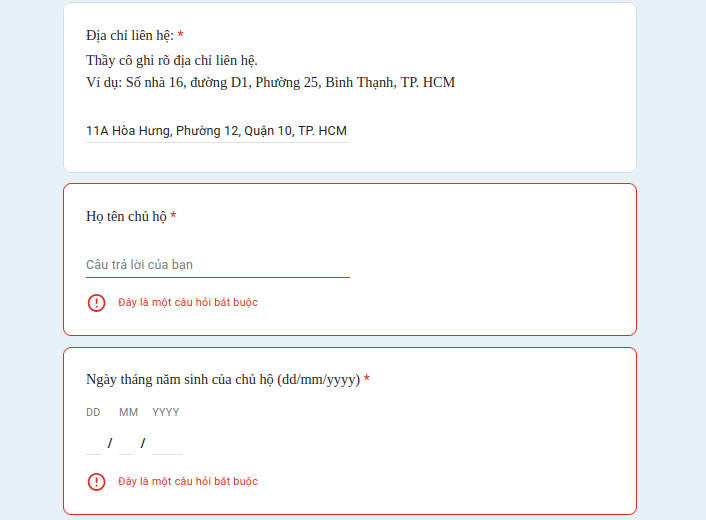 Địa chỉ liên hệ: *
Thầy cô ghi rõ địa chỉ liên hệ.
Ví dụ: Số nhà 16, đường D1, Phường 25, Bình Thạnh, TP. HCM
11A Hòa Hưng, Phường 12, Quận 10, TP. HCM
Họ tên chủ hộ *
Câu trả lời của bạn
Đây là một câu hỏi bắt buộc
Ngày tháng năm sinh của chủ hộ (dd/mm/yyyy) *
DD MM YYYY
/ /
Đây là một câu hỏi bắt buộc